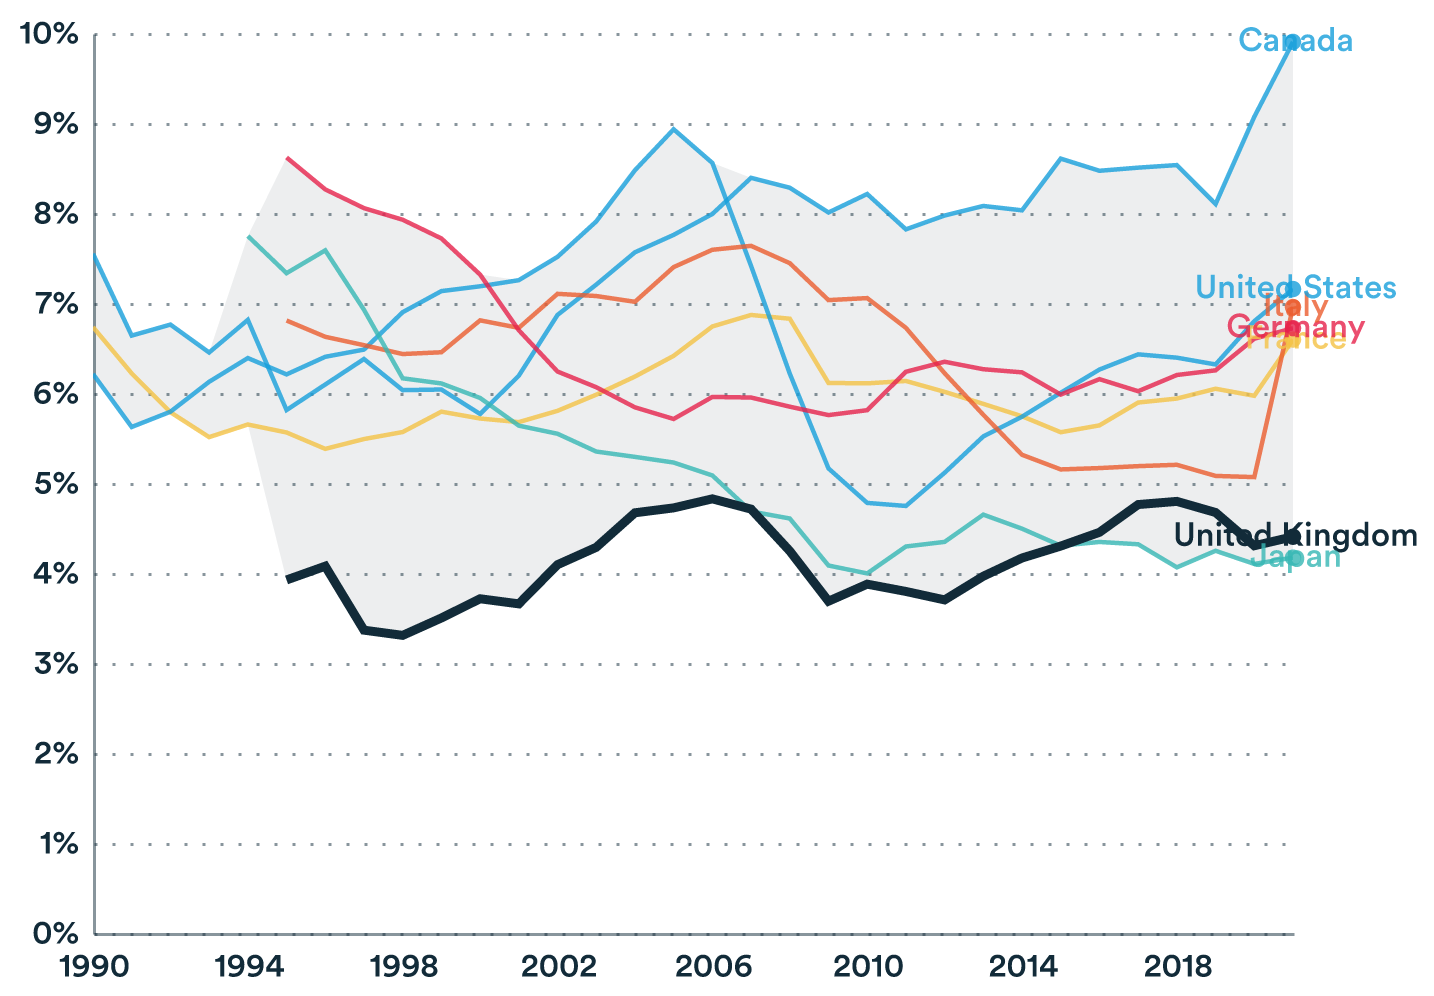 10%
Canada
9%
8%
7%
United States
Italy
Germany
France
6%
5%
United Kingdom
Japan
4%
3%
2%
1%
0%
1990 1994 1998 2002 2006 2010 2014 2018